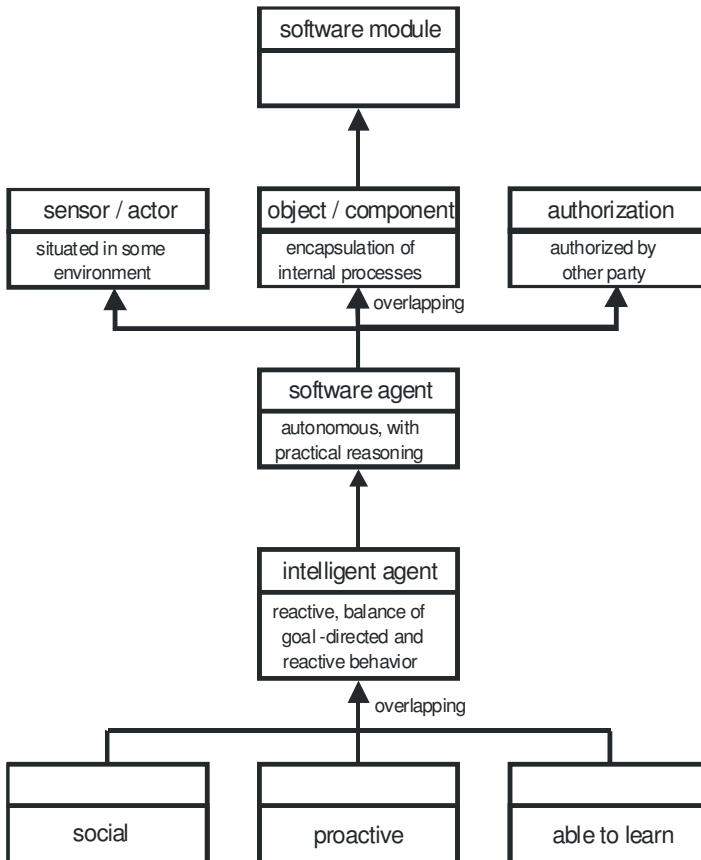 software module
sensor / actor
situated in some
environment
object / component
encapsulation of
internal processes
authorization
authorized by
other party
overlapping
software agent
autonomous, with
practical reasoning
intelligent agent
reactive, balance of
goal -directed and
reactive behavior
overlapping
social
proactive
able to learn